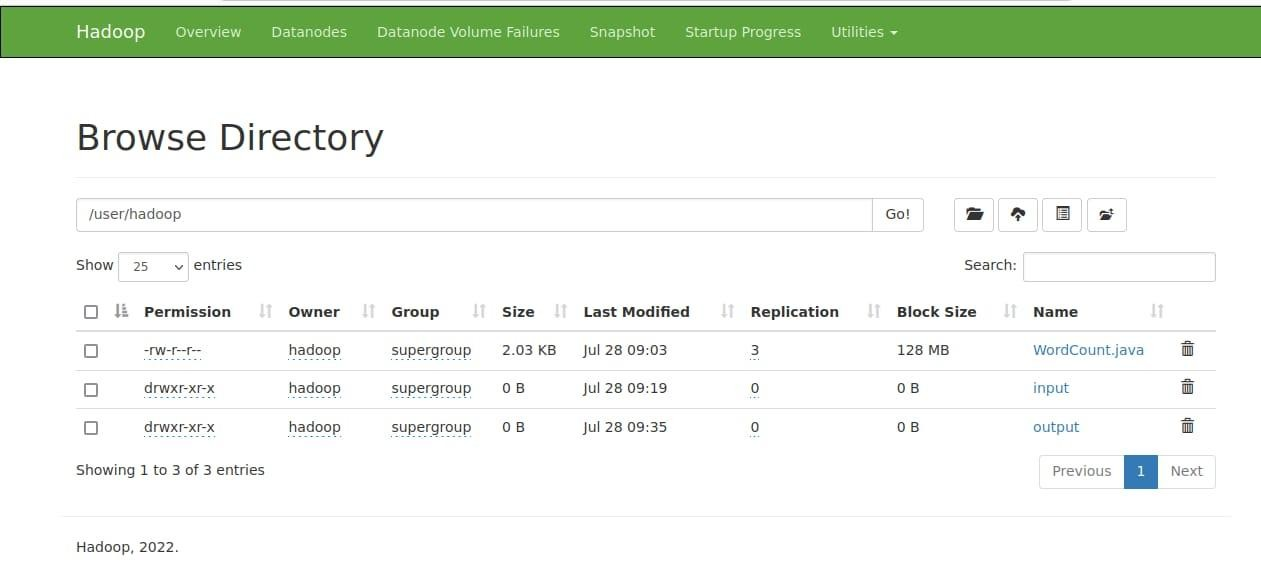 Hadoop Overview Datanodes Datanode Volume Failures Snapshot Startup Progress Utilities
Browse Directory
/user/hadoop Go!
Show 25 entries Search:
Permission Owner Group Size Last Modified Replication Block Size Name
-rw-r--r-- hadoop supergroup 2.03 KB Jul 28 09:03 3 128 MB WordCount.java
drwxr-xr-x hadoop supergroup 0 B Jul 28 09:19 0 0 B input
drwxr-xr-x hadoop supergroup 0 B Jul 28 09:35 0 0 B output
Showing 1 to 3 of 3 entries Previous 1 Next
Hadoop, 2022.